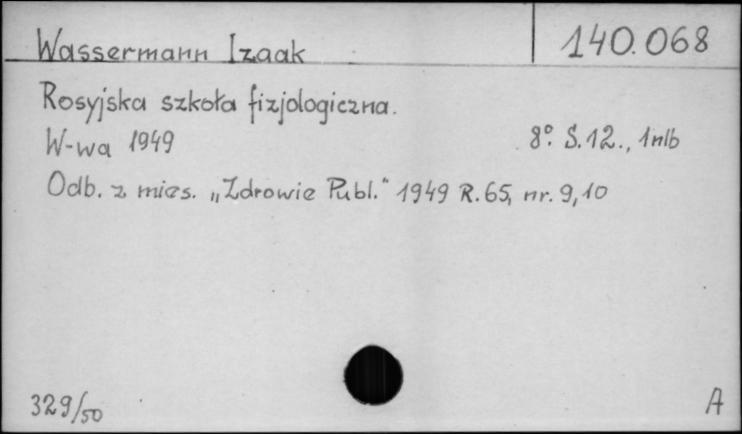 Wassermann Izaak 140.068
Rosyjska szkoła fizjologiczna.
W-wa 1949 8° S.12., 1nlb
Odb. z mies. „Zdrowie Publ." 1949 R.65, nr. 9,10
329/50 A